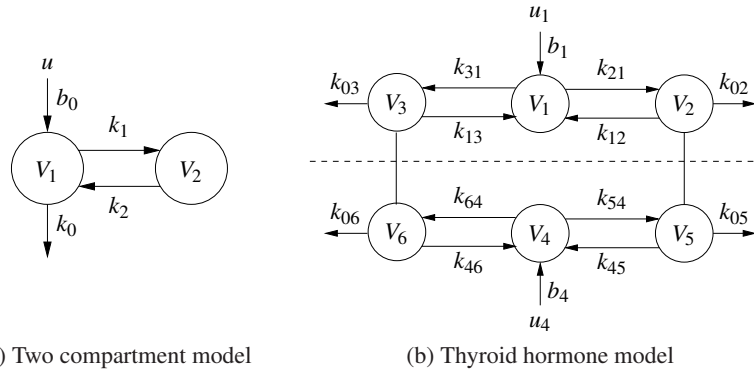 u
b₀
k₁
V₁
V₂
k₂
k₀
) Two compartment model
u₁
b₁
k₃₁
k₂₁
k₀₃
k₀₂
V₃
V₁
V₂
k₁₃
k₁₂
k₆₄
k₅₄
k₀₆
k₀₅
V₆
V₄
V₅
k₄₆
k₄₅
b₄
u₄
(b) Thyroid hormone model